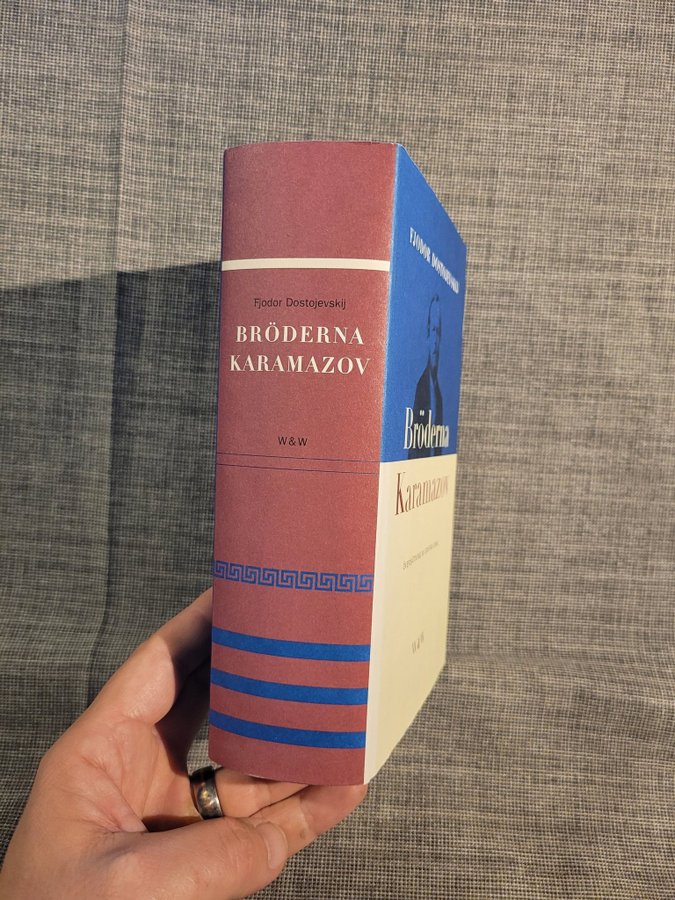 Fjodor Dostojevskij
BRÖDERNA
KARAMAZOV
W&W
FJODOR DOSTOJEVSKIJ
Bröderna
Karamazov
W&W